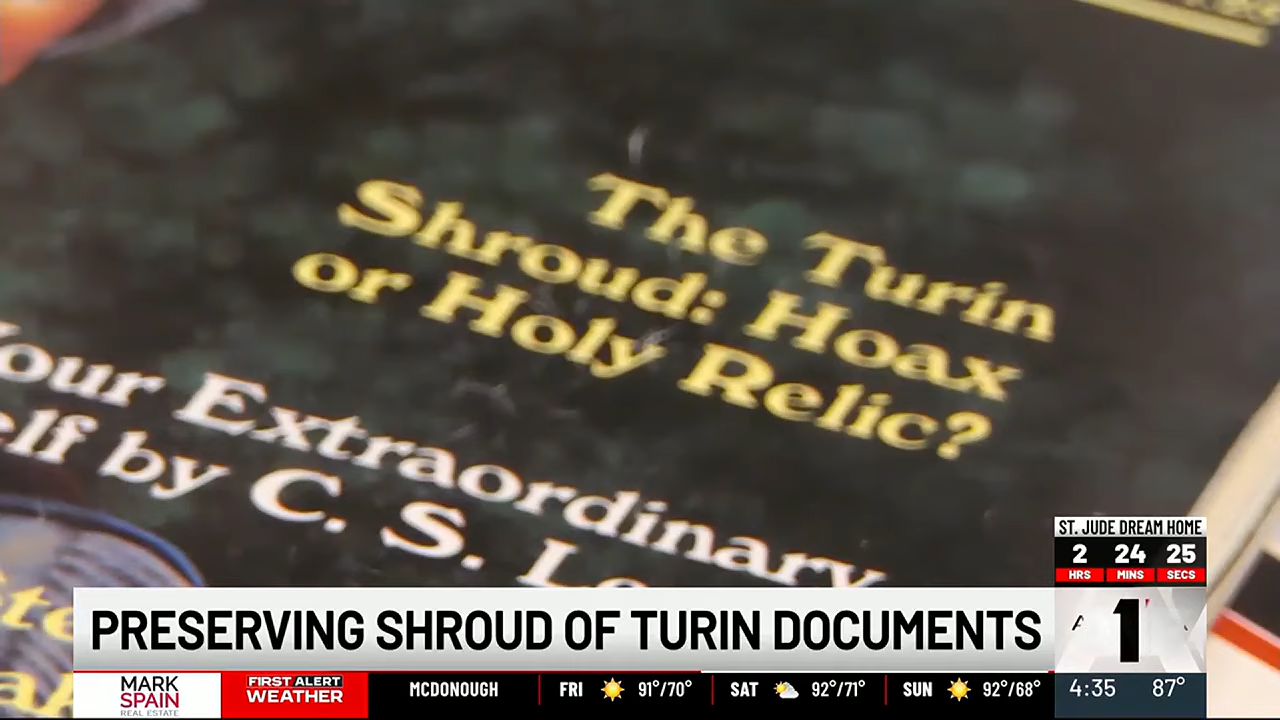 The Turin
Shroud: Hoax
or Holy Relic?
Your Extraordinary
by C. S.
ST. JUDE DREAM HOME
2 24 25
HRS MINS SECS
PRESERVING SHROUD OF TURIN DOCUMENTS
1
MARK
SPAIN
REAL ESTATE
FIRST ALERT
WEATHER
MCDONOUGH FRI 91°/70° SAT 92°/71° SUN 92°/68°
4:35 87°